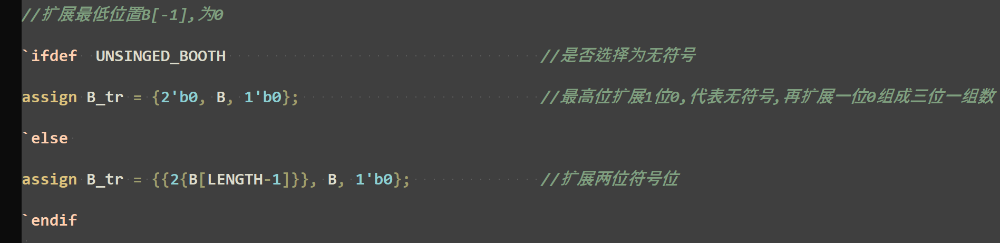 //扩展最低位置B[-1],为0
`ifdef  UNSINGED_BOOTH //是否选择为无符号
assign B_tr = {2'b0, B, 1'b0}; //最高位扩展1位0,代表无符号,再扩展一位0组成三位一组数
`else
assign B_tr = {{2{B[LENGTH-1]}}, B, 1'b0}; //扩展两位符号位
`endif